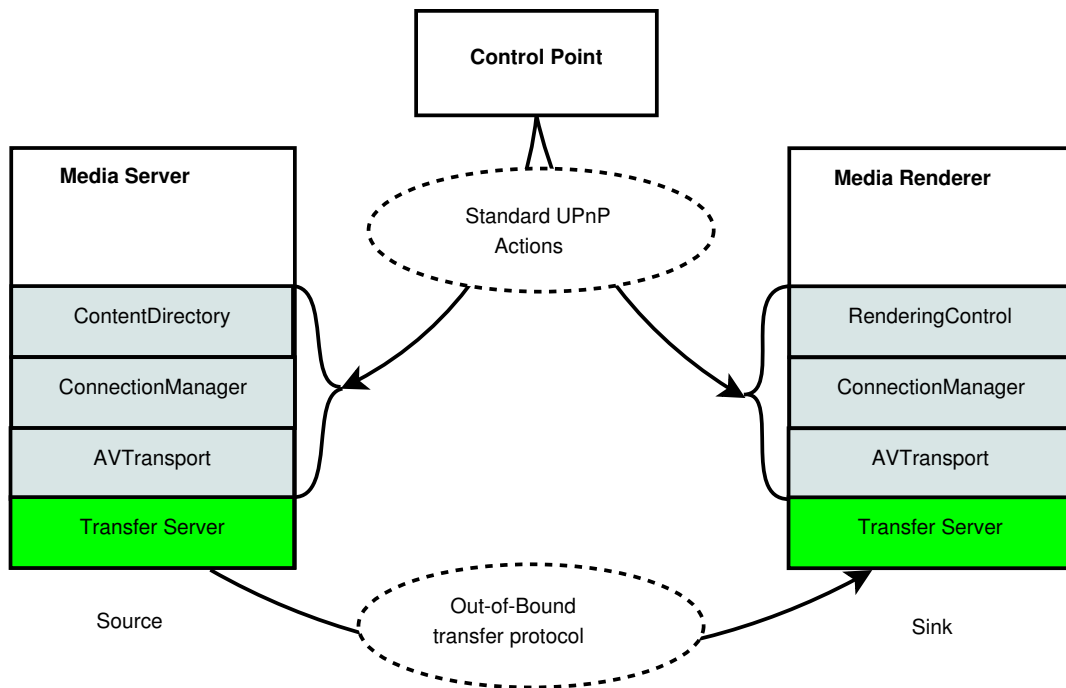 Control Point
Media Server
Media Renderer
Standard UPnP
Actions
ContentDirectory
ConnectionManager
AVTransport
Transfer Server
RenderingControl
ConnectionManager
AVTransport
Transfer Server
Source
Out-of-Bound
transfer protocol
Sink